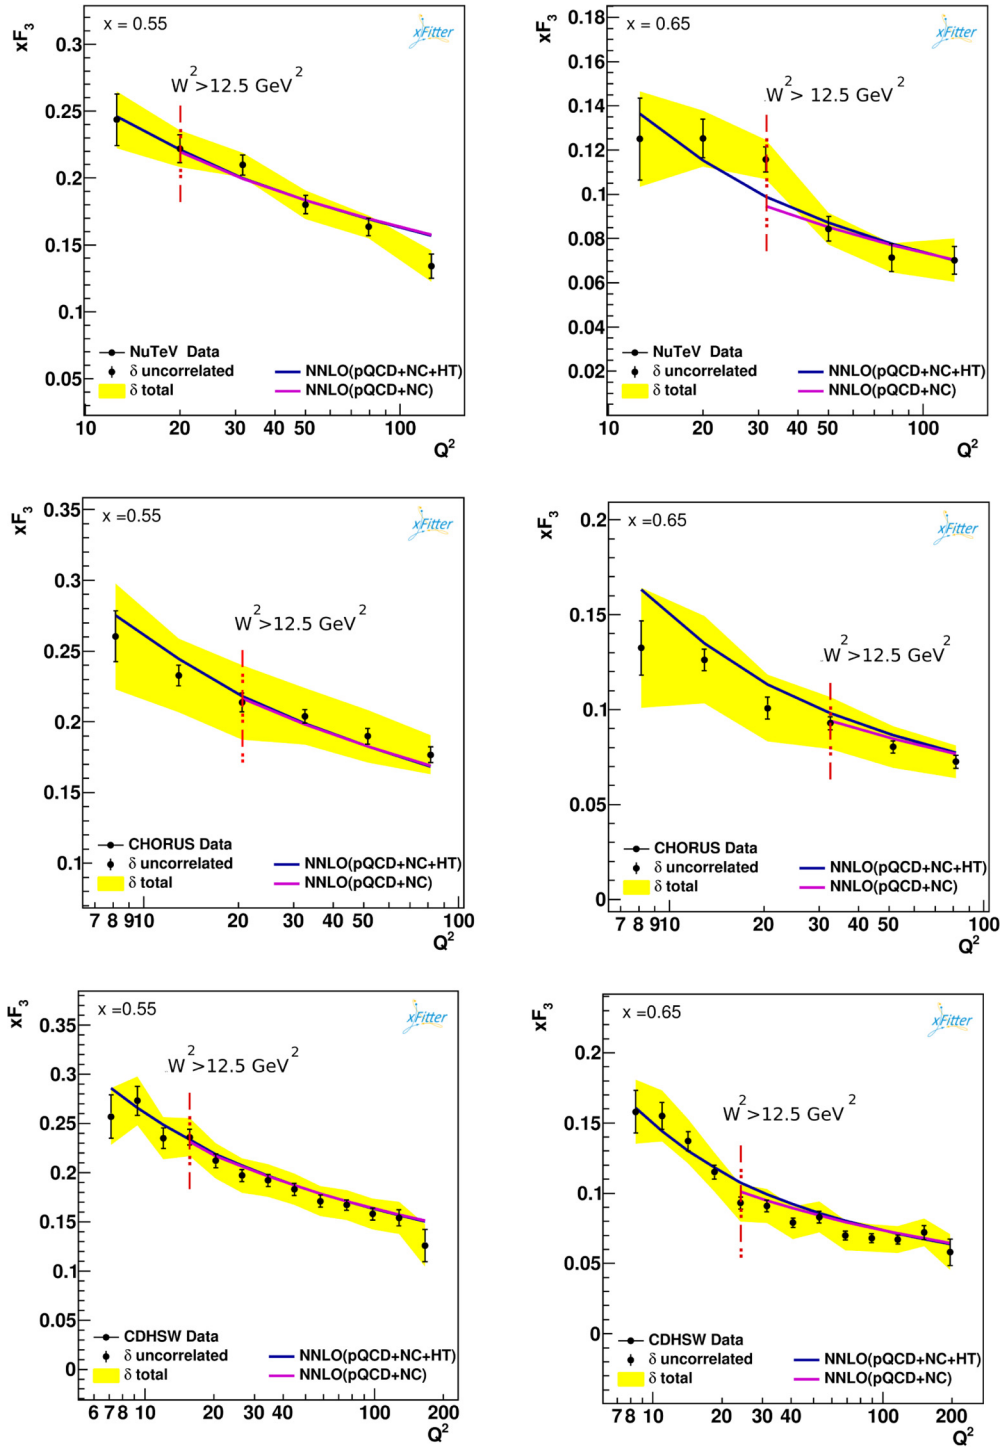 xF3
x = 0.55
xFitter
W2>12.5 GeV2
0.3
0.25
0.2
0.15
0.1
0.05
NuTeV Data
δ uncorrelated
δ total
NNLO(pQCD+NC+HT)
NNLO(pQCD+NC)
10 20 30 40 50 100
Q2
xF3
x = 0.65
xFitter
W2> 12.5 GeV2
0.18
0.16
0.14
0.12
0.1
0.08
0.06
0.04
0.02
NuTeV Data
δ uncorrelated
δ total
NNLO(pQCD+NC+HT)
NNLO(pQCD+NC)
10 20 30 40 50 100
Q2
xF3
x =0.55
xFitter
W2>12.5 GeV2
0.35
0.3
0.25
0.2
0.15
0.1
CHORUS Data
δ uncorrelated
δ total
NNLO(pQCD+NC+HT)
NNLO(pQCD+NC)
7 8 910 20 30 40 50 100
Q2
xF3
x =0.65
xFitter
W2>12.5 GeV2
0.2
0.15
0.1
0.05
0
CHORUS Data
δ uncorrelated
δ total
NNLO(pQCD+NC+HT)
NNLO(pQCD+NC)
7 8 910 20 30 40 50 100
Q2
xF3
x =0.55
xFitter
W2>12.5 GeV2
0.35
0.3
0.25
0.2
0.15
0.1
0.05
0
CDHSW Data
δ uncorrelated
δ total
NNLO(pQCD+NC+HT)
NNLO(pQCD+NC)
6 7 8 10 20 30 40 100 200
Q2
xF3
x =0.65
xFitter
W2>12.5 GeV2
0.2
0.15
0.1
0.05
0
CDHSW Data
δ uncorrelated
δ total
NNLO(pQCD+NC+HT)
NNLO(pQCD+NC)
7 8 10 20 30 40 100 200
Q2